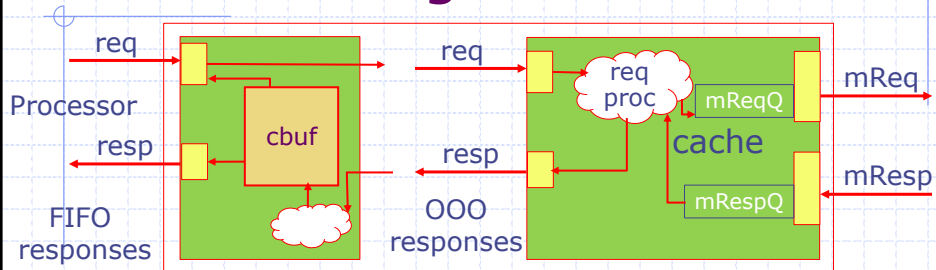 req
Processor
resp
FIFO
responses
cbuf
req
resp
OOO
responses
req
proc
mReqQ
cache
mRespQ
mReq
mResp